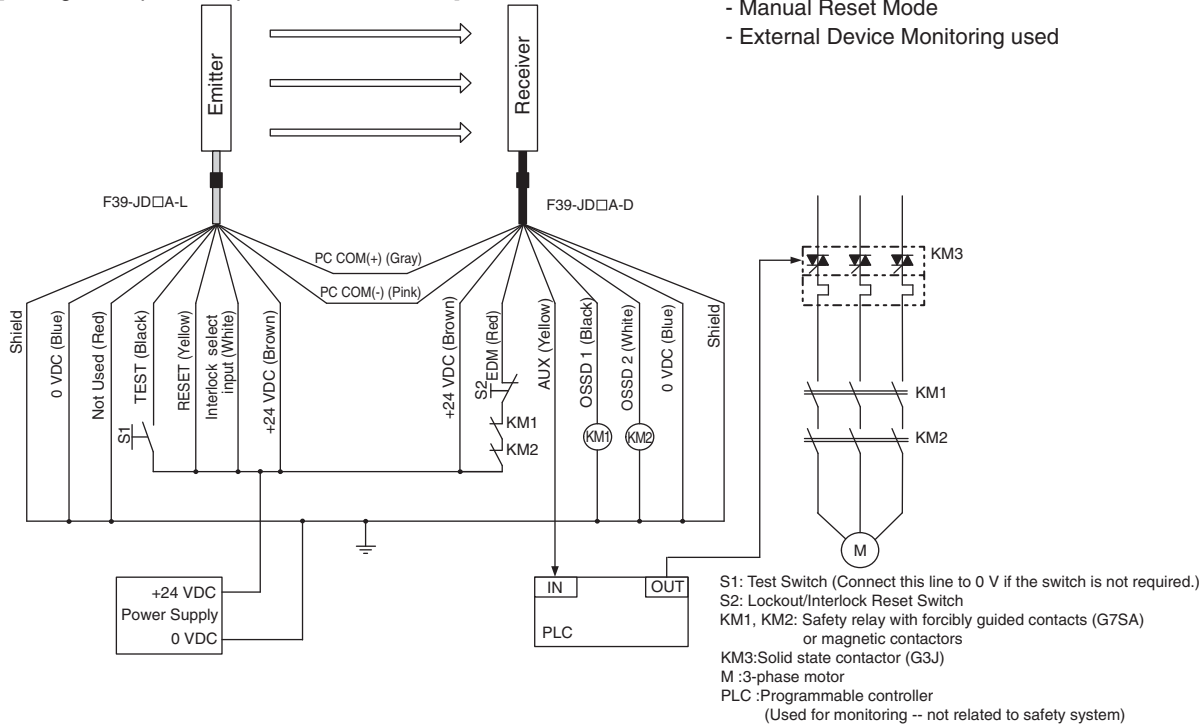 - Manual Reset Mode
- External Device Monitoring used
Emitter
Receiver
F39-JD□A-L
F39-JD□A-D
PC COM(+) (Gray)
PC COM(-) (Pink)
Shield
0 VDC (Blue)
Not Used (Red)
TEST (Black)
RESET (Yellow)
Interlock select
input (White)
+24 VDC (Brown)
+24 VDC (Brown)
EDM (Red)
AUX (Yellow)
OSSD 1 (Black)
OSSD 2 (White)
0 VDC (Blue)
Shield
S1
S2
KM1
KM2
KM1
KM2
KM3
KM1
KM2
M
+24 VDC
Power Supply
0 VDC
IN
OUT
PLC
S1: Test Switch (Connect this line to 0 V if the switch is not required.)
S2: Lockout/Interlock Reset Switch
KM1, KM2: Safety relay with forcibly guided contacts (G7SA)
or magnetic contactors
KM3:Solid state contactor (G3J)
M :3-phase motor
PLC :Programmable controller
(Used for monitoring -- not related to safety system)